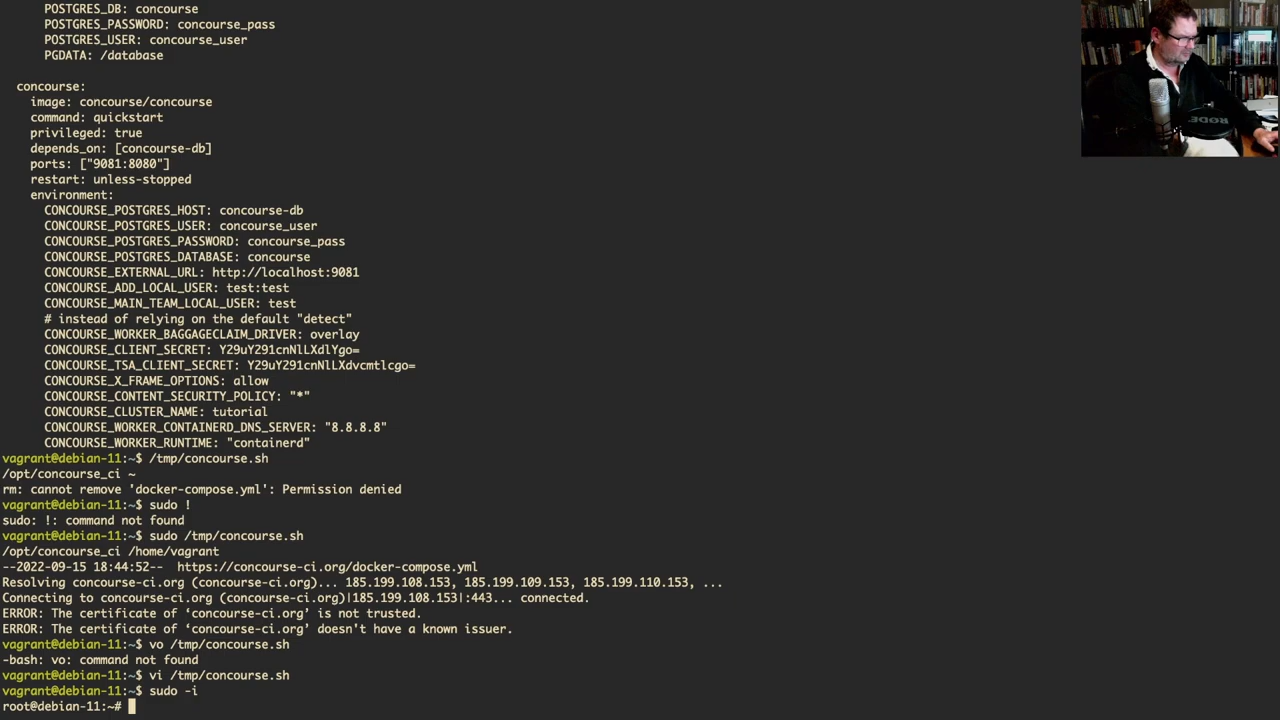 POSTGRES_DB: concourse
POSTGRES_PASSWORD: concourse_pass
POSTGRES_USER: concourse_user
PGDATA: /database
concourse:
image: concourse/concourse
command: quickstart
privileged: true
depends_on: [concourse-db]
ports: ["9081:8080"]
restart: unless-stopped
environment:
CONCOURSE_POSTGRES_HOST: concourse-db
CONCOURSE_POSTGRES_USER: concourse_user
CONCOURSE_POSTGRES_PASSWORD: concourse_pass
CONCOURSE_POSTGRES_DATABASE: concourse
CONCOURSE_EXTERNAL_URL: http://localhost:9081
CONCOURSE_ADD_LOCAL_USER: test:test
CONCOURSE_MAIN_TEAM_LOCAL_USER: test
# instead of relying on the default "detect"
CONCOURSE_WORKER_BAGGAGECLAIM_DRIVER: overlay
CONCOURSE_CLIENT_SECRET: Y29uY291cnNlLXdlYgo=
CONCOURSE_TSA_CLIENT_SECRET: Y29uY291cnNlLXdvcmtlcgo=
CONCOURSE_X_FRAME_OPTIONS: allow
CONCOURSE_CONTENT_SECURITY_POLICY: "*"
CONCOURSE_CLUSTER_NAME: tutorial
CONCOURSE_WORKER_CONTAINERD_DNS_SERVER: "8.8.8.8"
CONCOURSE_WORKER_RUNTIME: "containerd"
vagrant@debian-11:~$ /tmp/concourse.sh
/opt/concourse_ci ~
rm: cannot remove 'docker-compose.yml': Permission denied
vagrant@debian-11:~$ sudo !
sudo: !: command not found
vagrant@debian-11:~$ sudo /tmp/concourse.sh
/opt/concourse_ci /home/vagrant
--2022-09-15 18:44:52--  https://concourse-ci.org/docker-compose.yml
Resolving concourse-ci.org (concourse-ci.org)... 185.199.108.153, 185.199.109.153, 185.199.110.153, ...
Connecting to concourse-ci.org (concourse-ci.org)|185.199.108.153|:443... connected.
ERROR: The certificate of ‘concourse-ci.org’ is not trusted.
ERROR: The certificate of ‘concourse-ci.org’ doesn't have a known issuer.
vagrant@debian-11:~$ vo /tmp/concourse.sh
-bash: vo: command not found
vagrant@debian-11:~$ vi /tmp/concourse.sh
vagrant@debian-11:~$ sudo -i
root@debian-11:~#
RODE